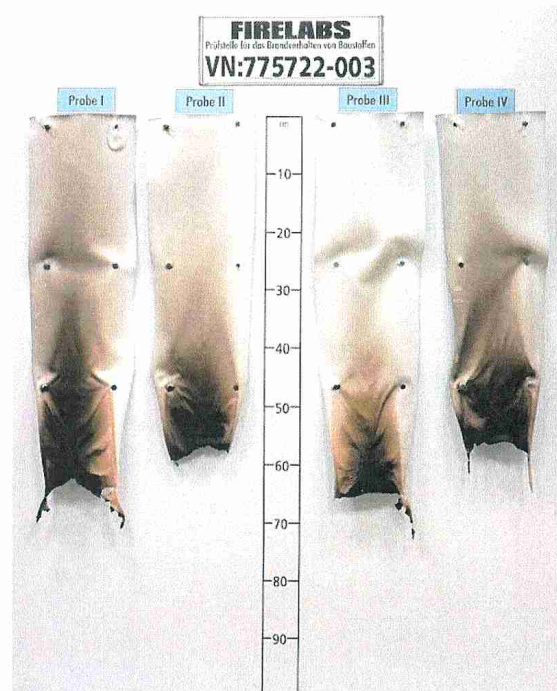 FIRELABS
Prüfstelle für das Brandverhalten von Baustoffen
VN:775722-003
Probe I
Probe II
Probe III
Probe IV
cm
10
20
30
40
50
60
70
80
90